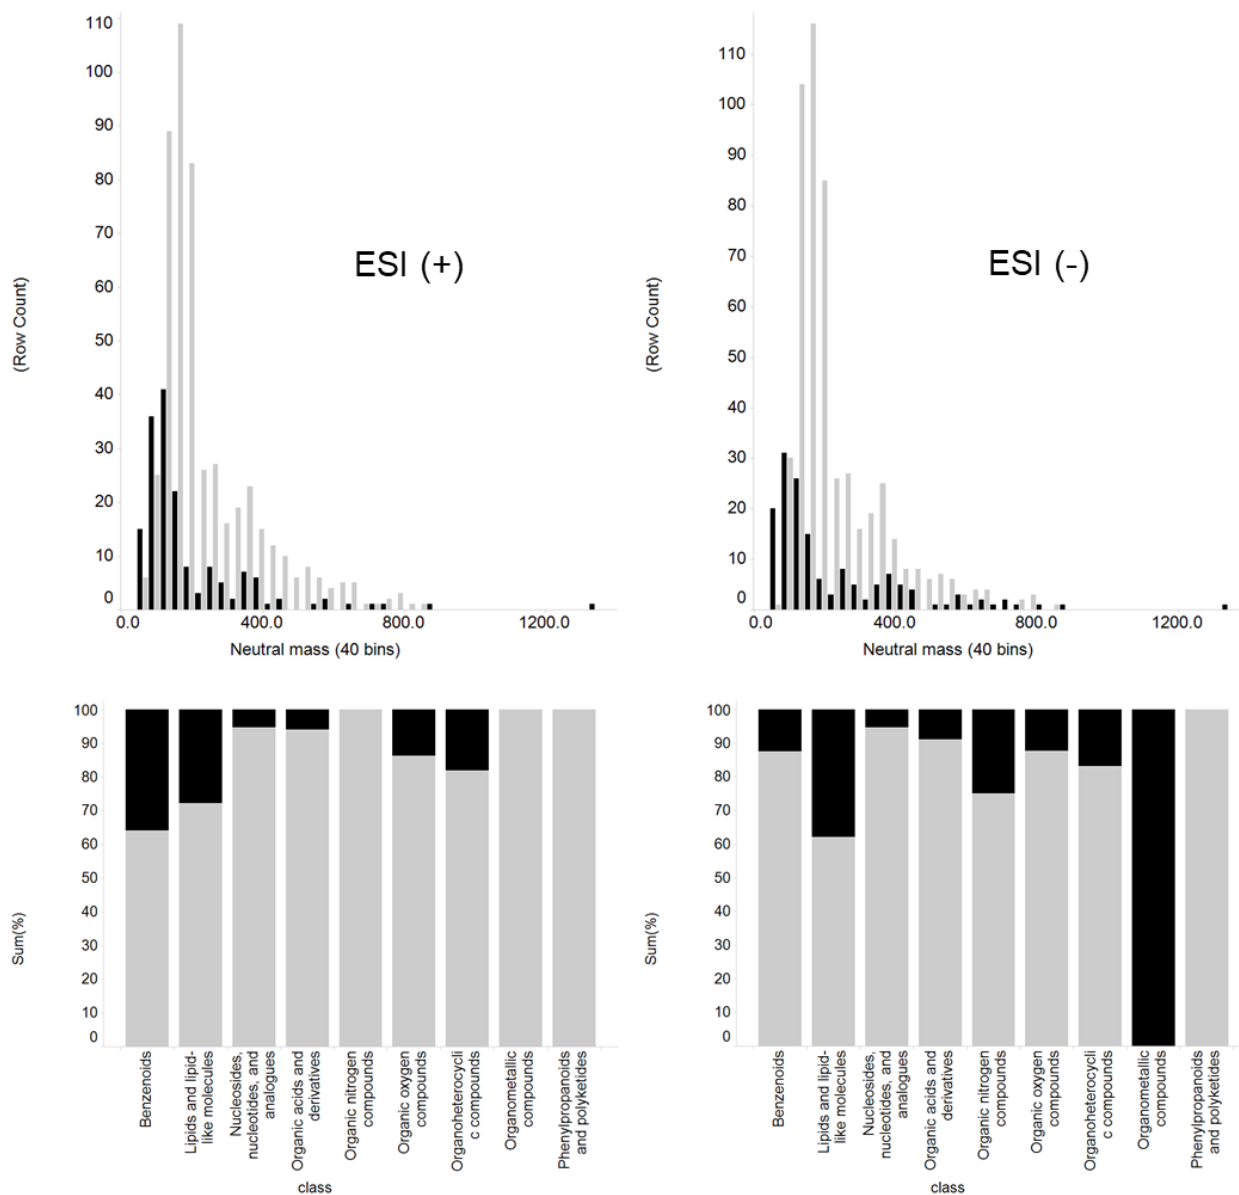 110
100
90
80
70
60
50
40
30
20
10
0
(Row Count)
ESI (+)
0.0 400.0 800.0 1200.0
Neutral mass (40 bins)
110
100
90
80
70
60
50
40
30
20
10
0
(Row Count)
ESI (-)
0.0 400.0 800.0 1200.0
Neutral mass (40 bins)
100
90
80
70
60
50
40
30
20
10
0
Sum(%)
Benzenoids
Lipids and lipid-
like molecules
Nucleosides,
nucleotides, and
analogues
Organic acids and
derivatives
Organic nitrogen
compounds
Organic oxygen
compounds
Organoheterocycli
c compounds
Organometallic
compounds
Phenylpropanoids
and polyketides
class
100
90
80
70
60
50
40
30
20
10
0
Sum(%)
Benzenoids
Lipids and lipid-
like molecules
Nucleosides,
nucleotides, and
analogues
Organic acids and
derivatives
Organic nitrogen
compounds
Organic oxygen
compounds
Organoheterocycli
c compounds
Organometallic
compounds
Phenylpropanoids
and polyketides
class